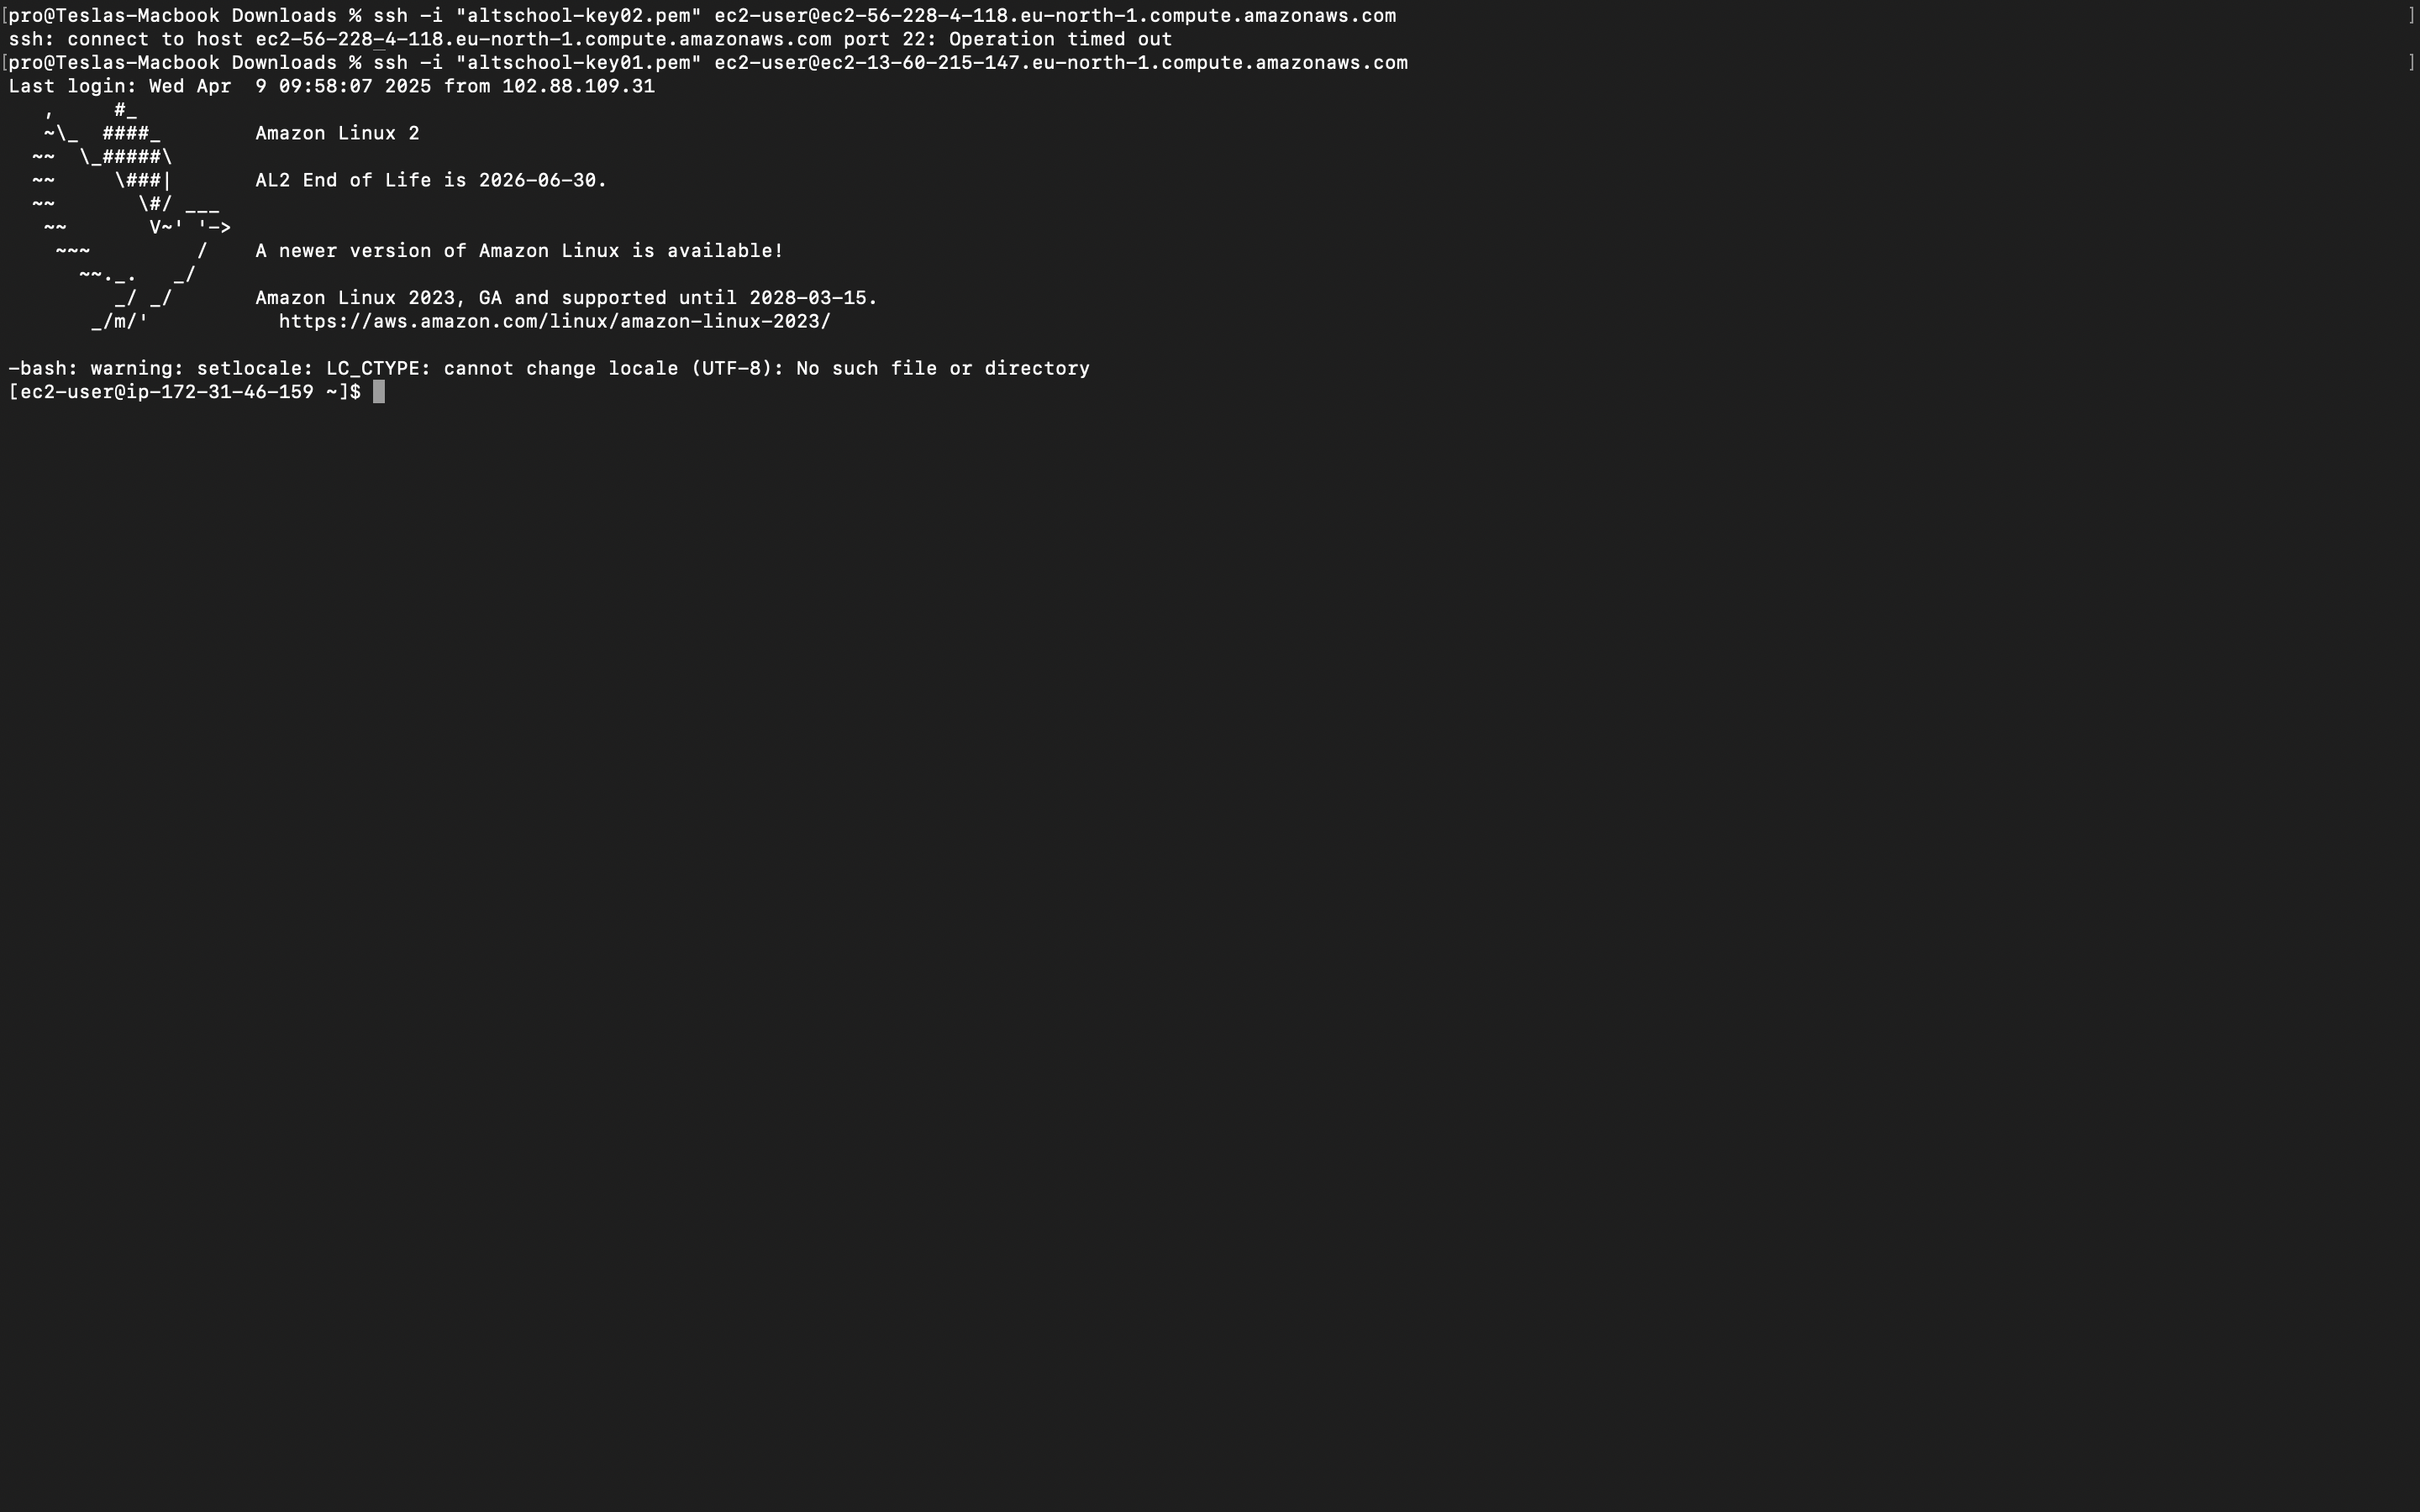 [pro@Teslas-Macbook Downloads % ssh -i "altschool-key02.pem" ec2-user@ec2-56-228-4-118.eu-north-1.compute.amazonaws.com ]
ssh: connect to host ec2-56-228-4-118.eu-north-1.compute.amazonaws.com port 22: Operation timed out
[pro@Teslas-Macbook Downloads % ssh -i "altschool-key01.pem" ec2-user@ec2-13-60-215-147.eu-north-1.compute.amazonaws.com ]
Last login: Wed Apr  9 09:58:07 2025 from 102.88.109.31
   ,     #_
   ~\_  ####_        Amazon Linux 2
  ~~  \_#####\
  ~~     \###|       AL2 End of Life is 2026-06-30.
  ~~       \#/ ___
   ~~       V~' '->
    ~~~         /    A newer version of Amazon Linux is available!
      ~~._.   _/
         _/ _/       Amazon Linux 2023, GA and supported until 2028-03-15.
       _/m/'           https://aws.amazon.com/linux/amazon-linux-2023/

-bash: warning: setlocale: LC_CTYPE: cannot change locale (UTF-8): No such file or directory
[ec2-user@ip-172-31-46-159 ~]$